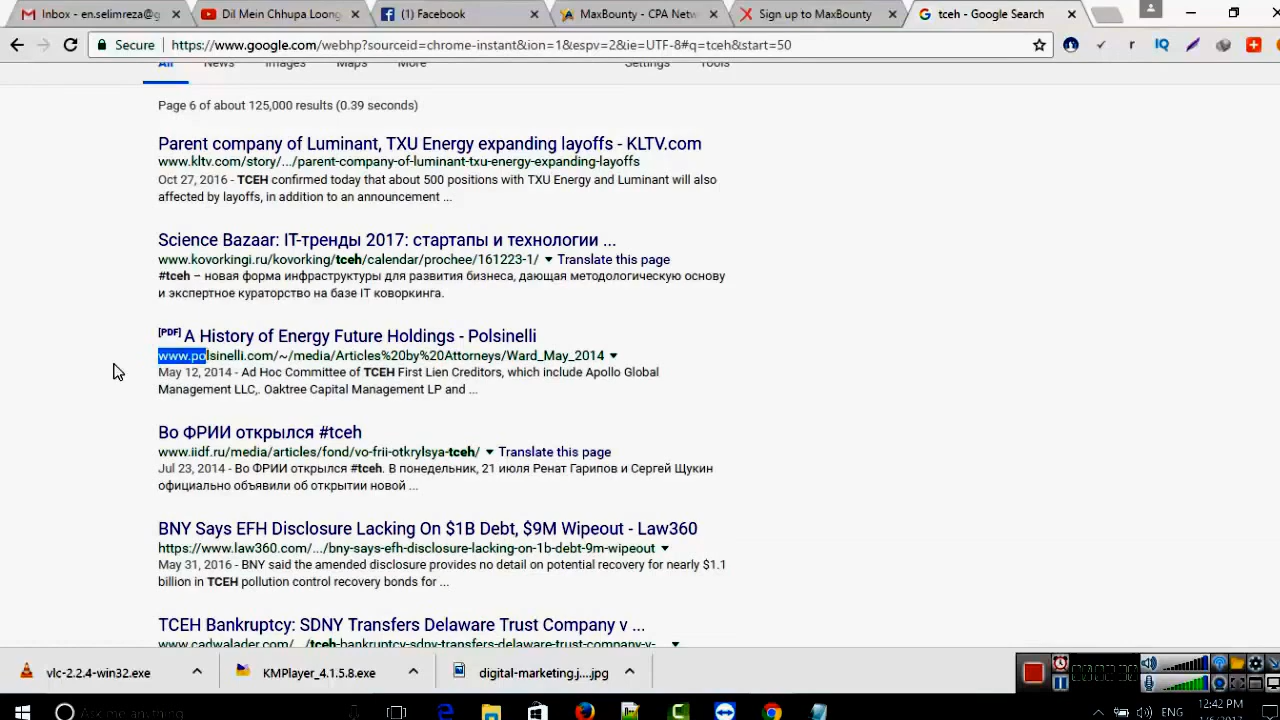 Inbox - en.selimreza@g
Dil Mein Chhupa Loong
(1) Facebook
MaxBounty - CPA Netw
Sign up to MaxBounty
tceh - Google Search
Secure
https://www.google.com/webhp?sourceid=chrome-instant&ion=1&espv=2&ie=UTF-8#q=tceh&start=50
All News Images Maps More Settings Tools
Page 6 of about 125,000 results (0.39 seconds)
Parent company of Luminant, TXU Energy expanding layoffs - KLTV.com
www.kltv.com/story/.../parent-company-of-luminant-txu-energy-expanding-layoffs
Oct 27, 2016 - TCEH confirmed today that about 500 positions with TXU Energy and Luminant will also
affected by layoffs, in addition to an announcement ...
Science Bazaar: IT-тренды 2017: стартапы и технологии ...
www.kovorkingi.ru/kovorking/tceh/calendar/prochee/161223-1/ Translate this page
#tceh – новая форма инфраструктуры для развития бизнеса, дающая методологическую основу
и экспертное кураторство на базе IT коворкинга.
[PDF] A History of Energy Future Holdings - Polsinelli
www.polsinelli.com/~/media/Articles%20by%20Attorneys/Ward_May_2014
May 12, 2014 - Ad Hoc Committee of TCEH First Lien Creditors, which include Apollo Global
Management LLC,. Oaktree Capital Management LP and ...
Во ФРИИ открылся #tceh
www.iidf.ru/media/articles/fond/vo-frii-otkrylsya-tceh/ Translate this page
Jul 23, 2014 - Во ФРИИ открылся #tceh. В понедельник, 21 июля Ренат Гарипов и Сергей Щукин
официально объявили об открытии новой ...
BNY Says EFH Disclosure Lacking On $1B Debt, $9M Wipeout - Law360
https://www.law360.com/.../bny-says-efh-disclosure-lacking-on-1b-debt-9m-wipeout
May 31, 2016 - BNY said the amended disclosure provides no detail on potential recovery for nearly $1.1
billion in TCEH pollution control recovery bonds for ...
TCEH Bankruptcy: SDNY Transfers Delaware Trust Company v ...
www.cadwalader.com/.../tceh-bankruptcy-sdny-transfers-delaware-trust-company-v-
vlc-2.2.4-win32.exe
KMPlayer_4.1.5.8.exe
digital-marketing.j....jpg
Ask me anything
12:42 PM